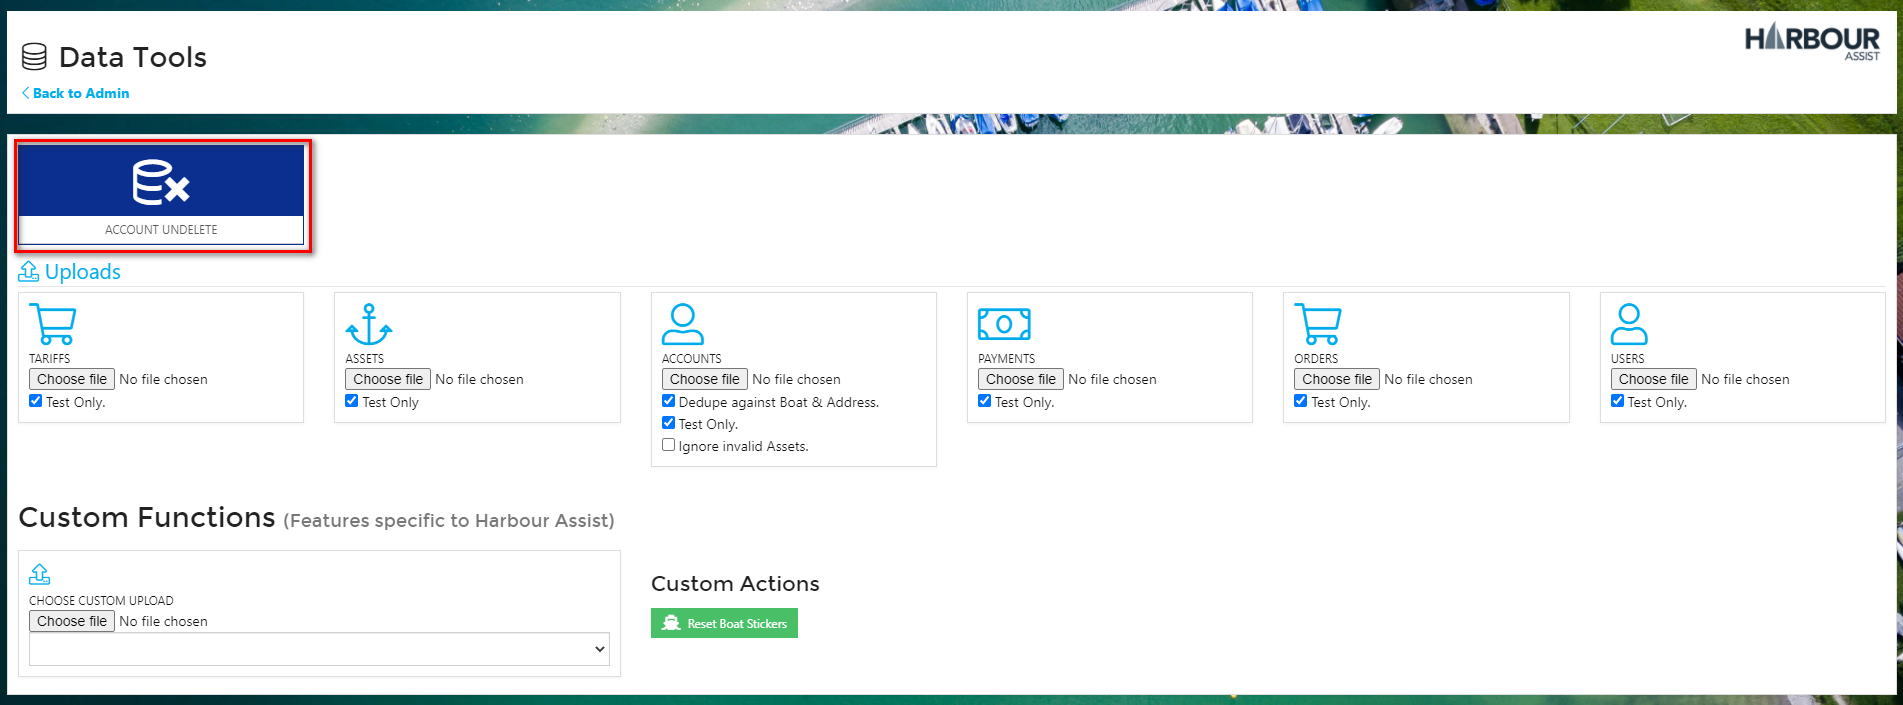 Data Tools
HARBOUR
ASSIST
Back to Admin
ACCOUNT UNDELETE
Uploads
TARIFFS
Choose file No file chosen
Test Only.
ASSETS
Choose file No file chosen
Test Only
ACCOUNTS
Choose file No file chosen
Dedupe against Boat & Address.
Test Only.
Ignore invalid Assets.
PAYMENTS
Choose file No file chosen
Test Only.
ORDERS
Choose file No file chosen
Test Only.
USERS
Choose file No file chosen
Test Only.
Custom Functions (Features specific to Harbour Assist)
CHOOSE CUSTOM UPLOAD
Choose file No file chosen
Custom Actions
Reset Boat Stickers